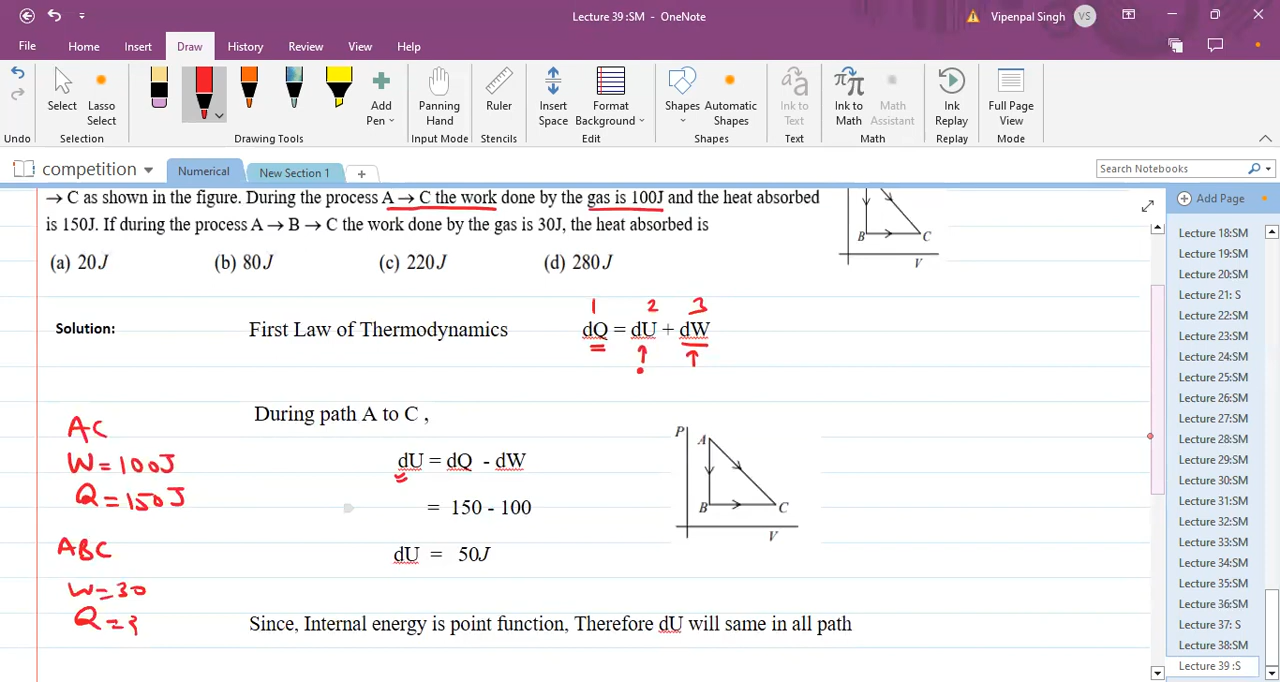 Lecture 39 :SM - OneNote
Vipenpal Singh VS
File Home Insert Draw History Review View Help
Undo
Select
Lasso Select
Selection
Add Pen
Drawing Tools
Panning Hand
Input Mode
Ruler
Stencils
Insert Space
Format Background
Edit
Shapes
Automatic Shapes
Shapes
Ink to Text
Text
Ink to Math
Math Assistant
Math
Ink Replay
Replay
Full Page View
Mode
competition
Numerical
New Section 1
Search Notebooks
Add Page
→ C as shown in the figure. During the process A → C the work done by the gas is 100J and the heat absorbed
is 150J. If during the process A → B → C the work done by the gas is 30J, the heat absorbed is
(a) 20J (b) 80J (c) 220J (d) 280J
B C
V
1 2 3
Solution: First Law of Thermodynamics dQ = dU + dW
During path A to C ,
AC
W = 100J
Q = 150J
dU = dQ - dW
= 150 - 100
dU = 50J
P
A
B C
V
ABC
W = 30
Q = ?
Since, Internal energy is point function, Therefore dU will same in all path
Lecture 18:SM
Lecture 19:SM
Lecture 20:SM
Lecture 21: S
Lecture 22:SM
Lecture 23:SM
Lecture 24:SM
Lecture 25:SM
Lecture 26:SM
Lecture 27:SM
Lecture 28:SM
Lecture 29:SM
Lecture 30:SM
Lecture 31:SM
Lecture 32:SM
Lecture 33:SM
Lecture 34:SM
Lecture 35:SM
Lecture 36:SM
Lecture 37: S
Lecture 38:SM
Lecture 39 :S